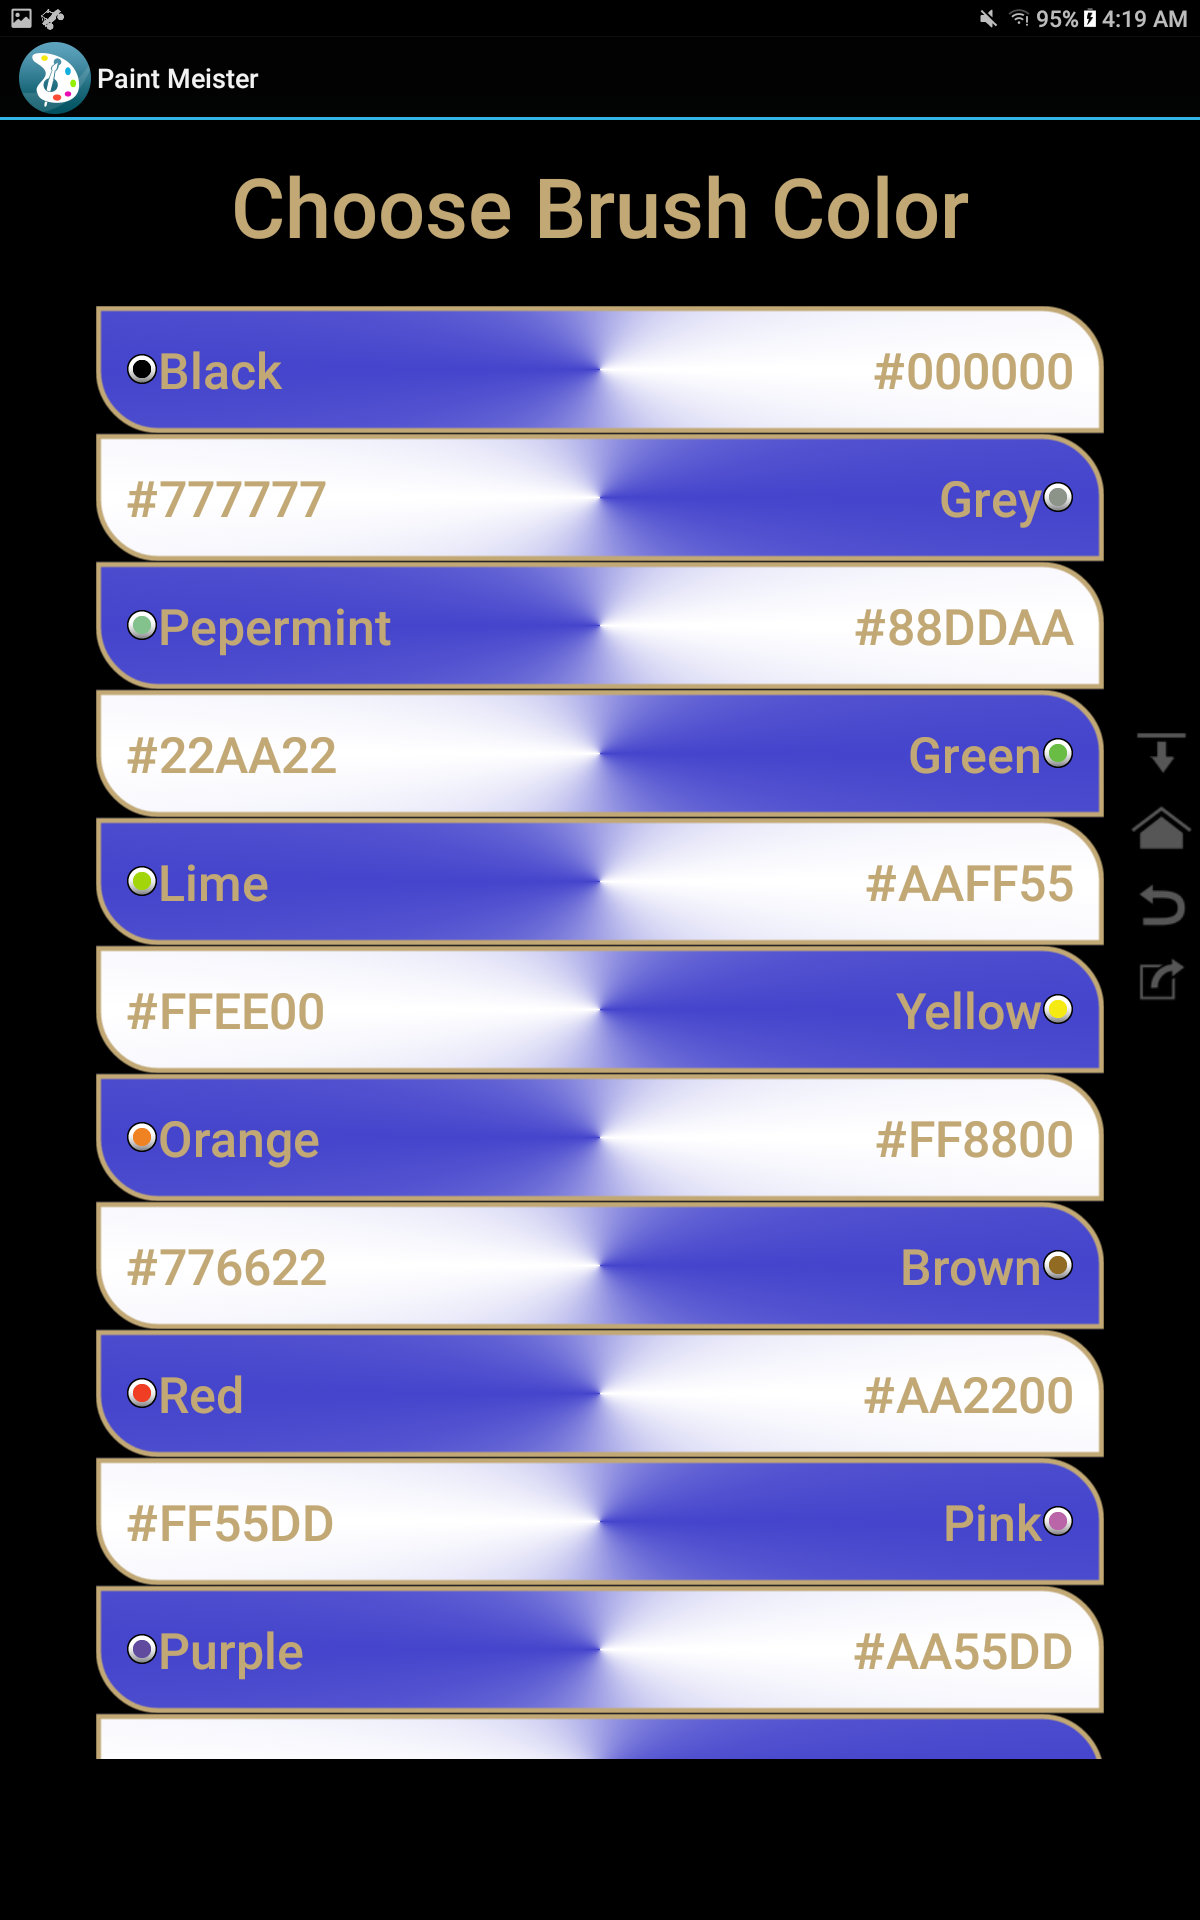 95% 4:19 AM
Paint Meister
Choose Brush Color
Black #000000
#777777 Grey
Pepermint #88DDAA
#22AA22 Green
Lime #AAFF55
#FFEE00 Yellow
Orange #FF8800
#776622 Brown
Red #AA2200
#FF55DD Pink
Purple #AA55DD